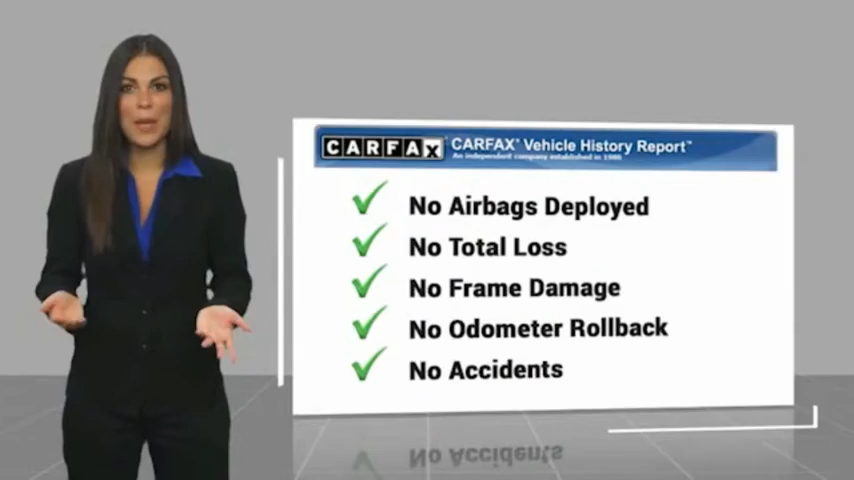 CARFAX CARFAX® Vehicle History Report™
An independent company established in 1986
No Airbags Deployed
No Total Loss
No Frame Damage
No Odometer Rollback
No Accidents
No Accidents